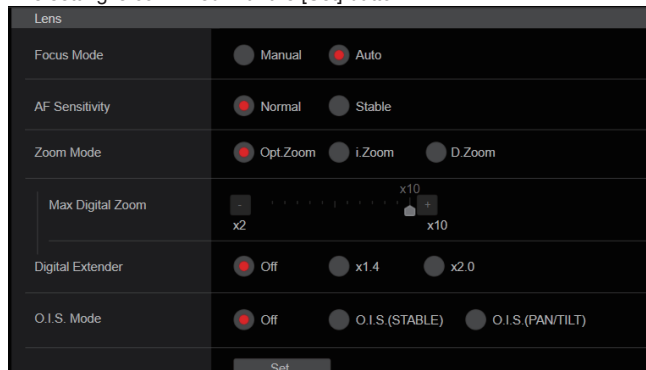 Lens
Focus Mode Manual Auto
AF Sensitivity Normal Stable
Zoom Mode Opt.Zoom i.Zoom D.Zoom
x10
Max Digital Zoom - +
x2 x10
Digital Extender Off x1.4 x2.0
O.I.S. Mode Off O.I.S.(STABLE) O.I.S.(PAN/TILT)
Set